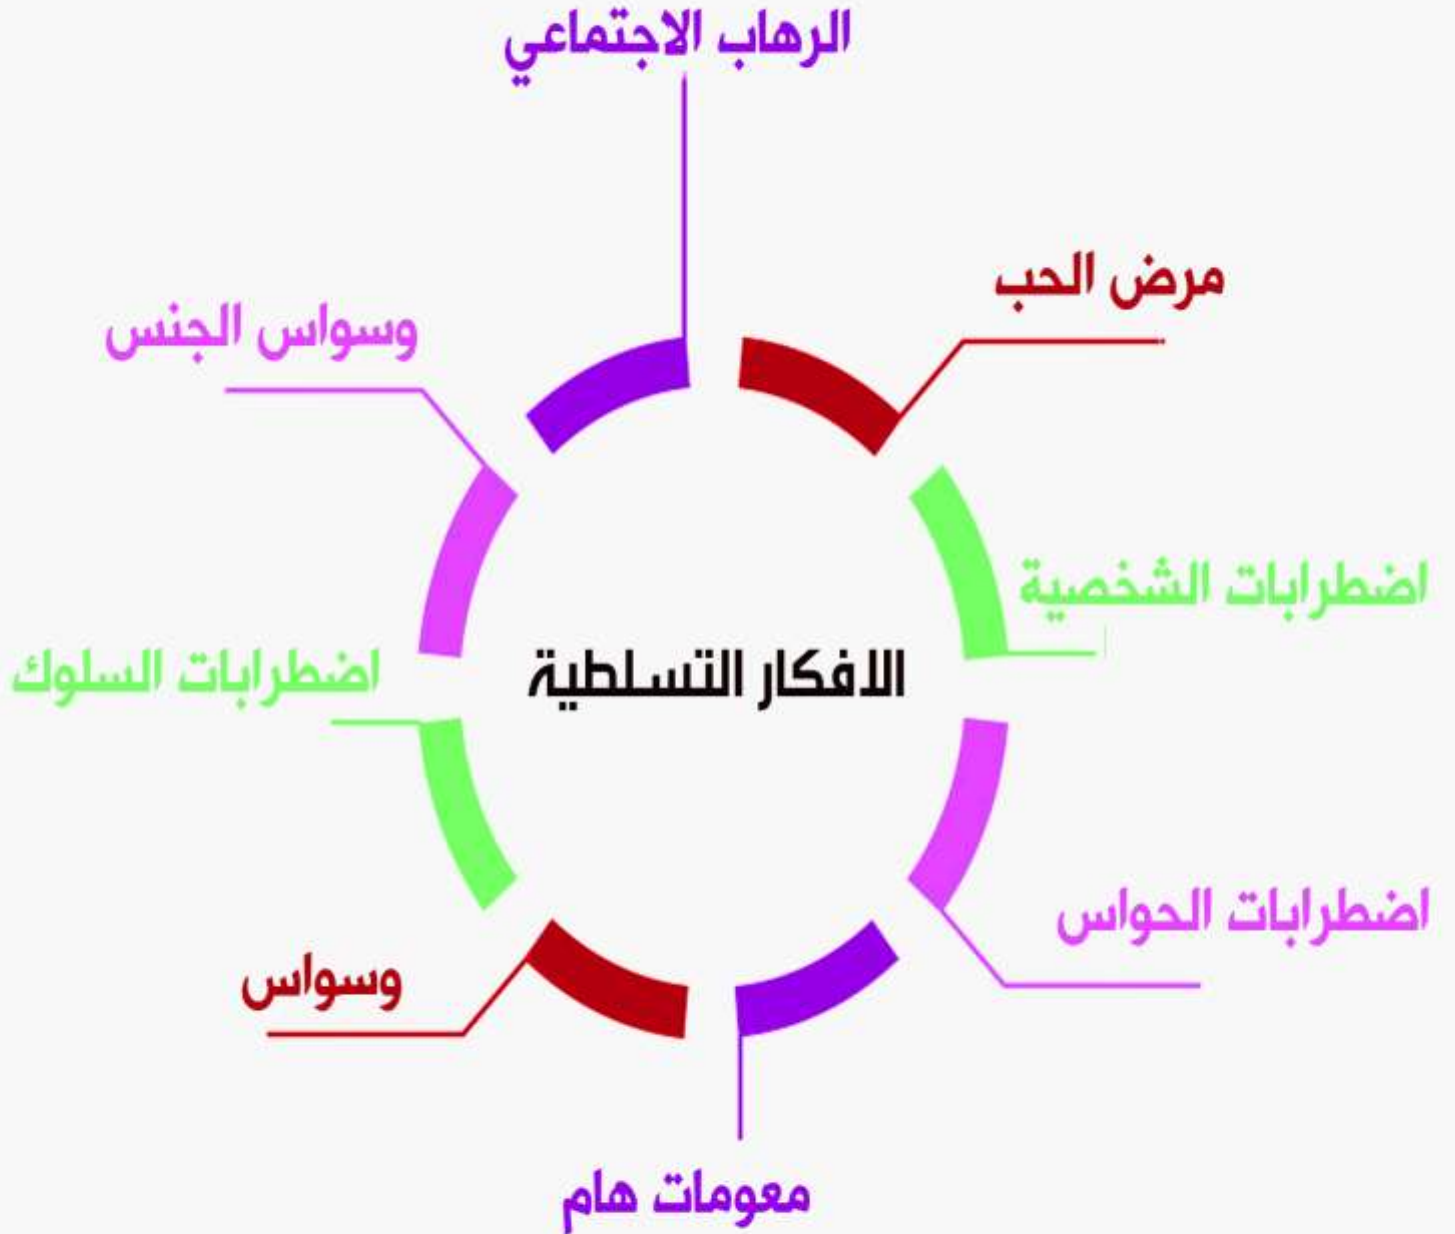 الرهاب الاجتماعي
مرض الحب
وسواس الجنس
اضطرابات الشخصية
الافكار التسلطية
اضطرابات السلوك
اضطرابات الحواس
وسواس
معومات هام